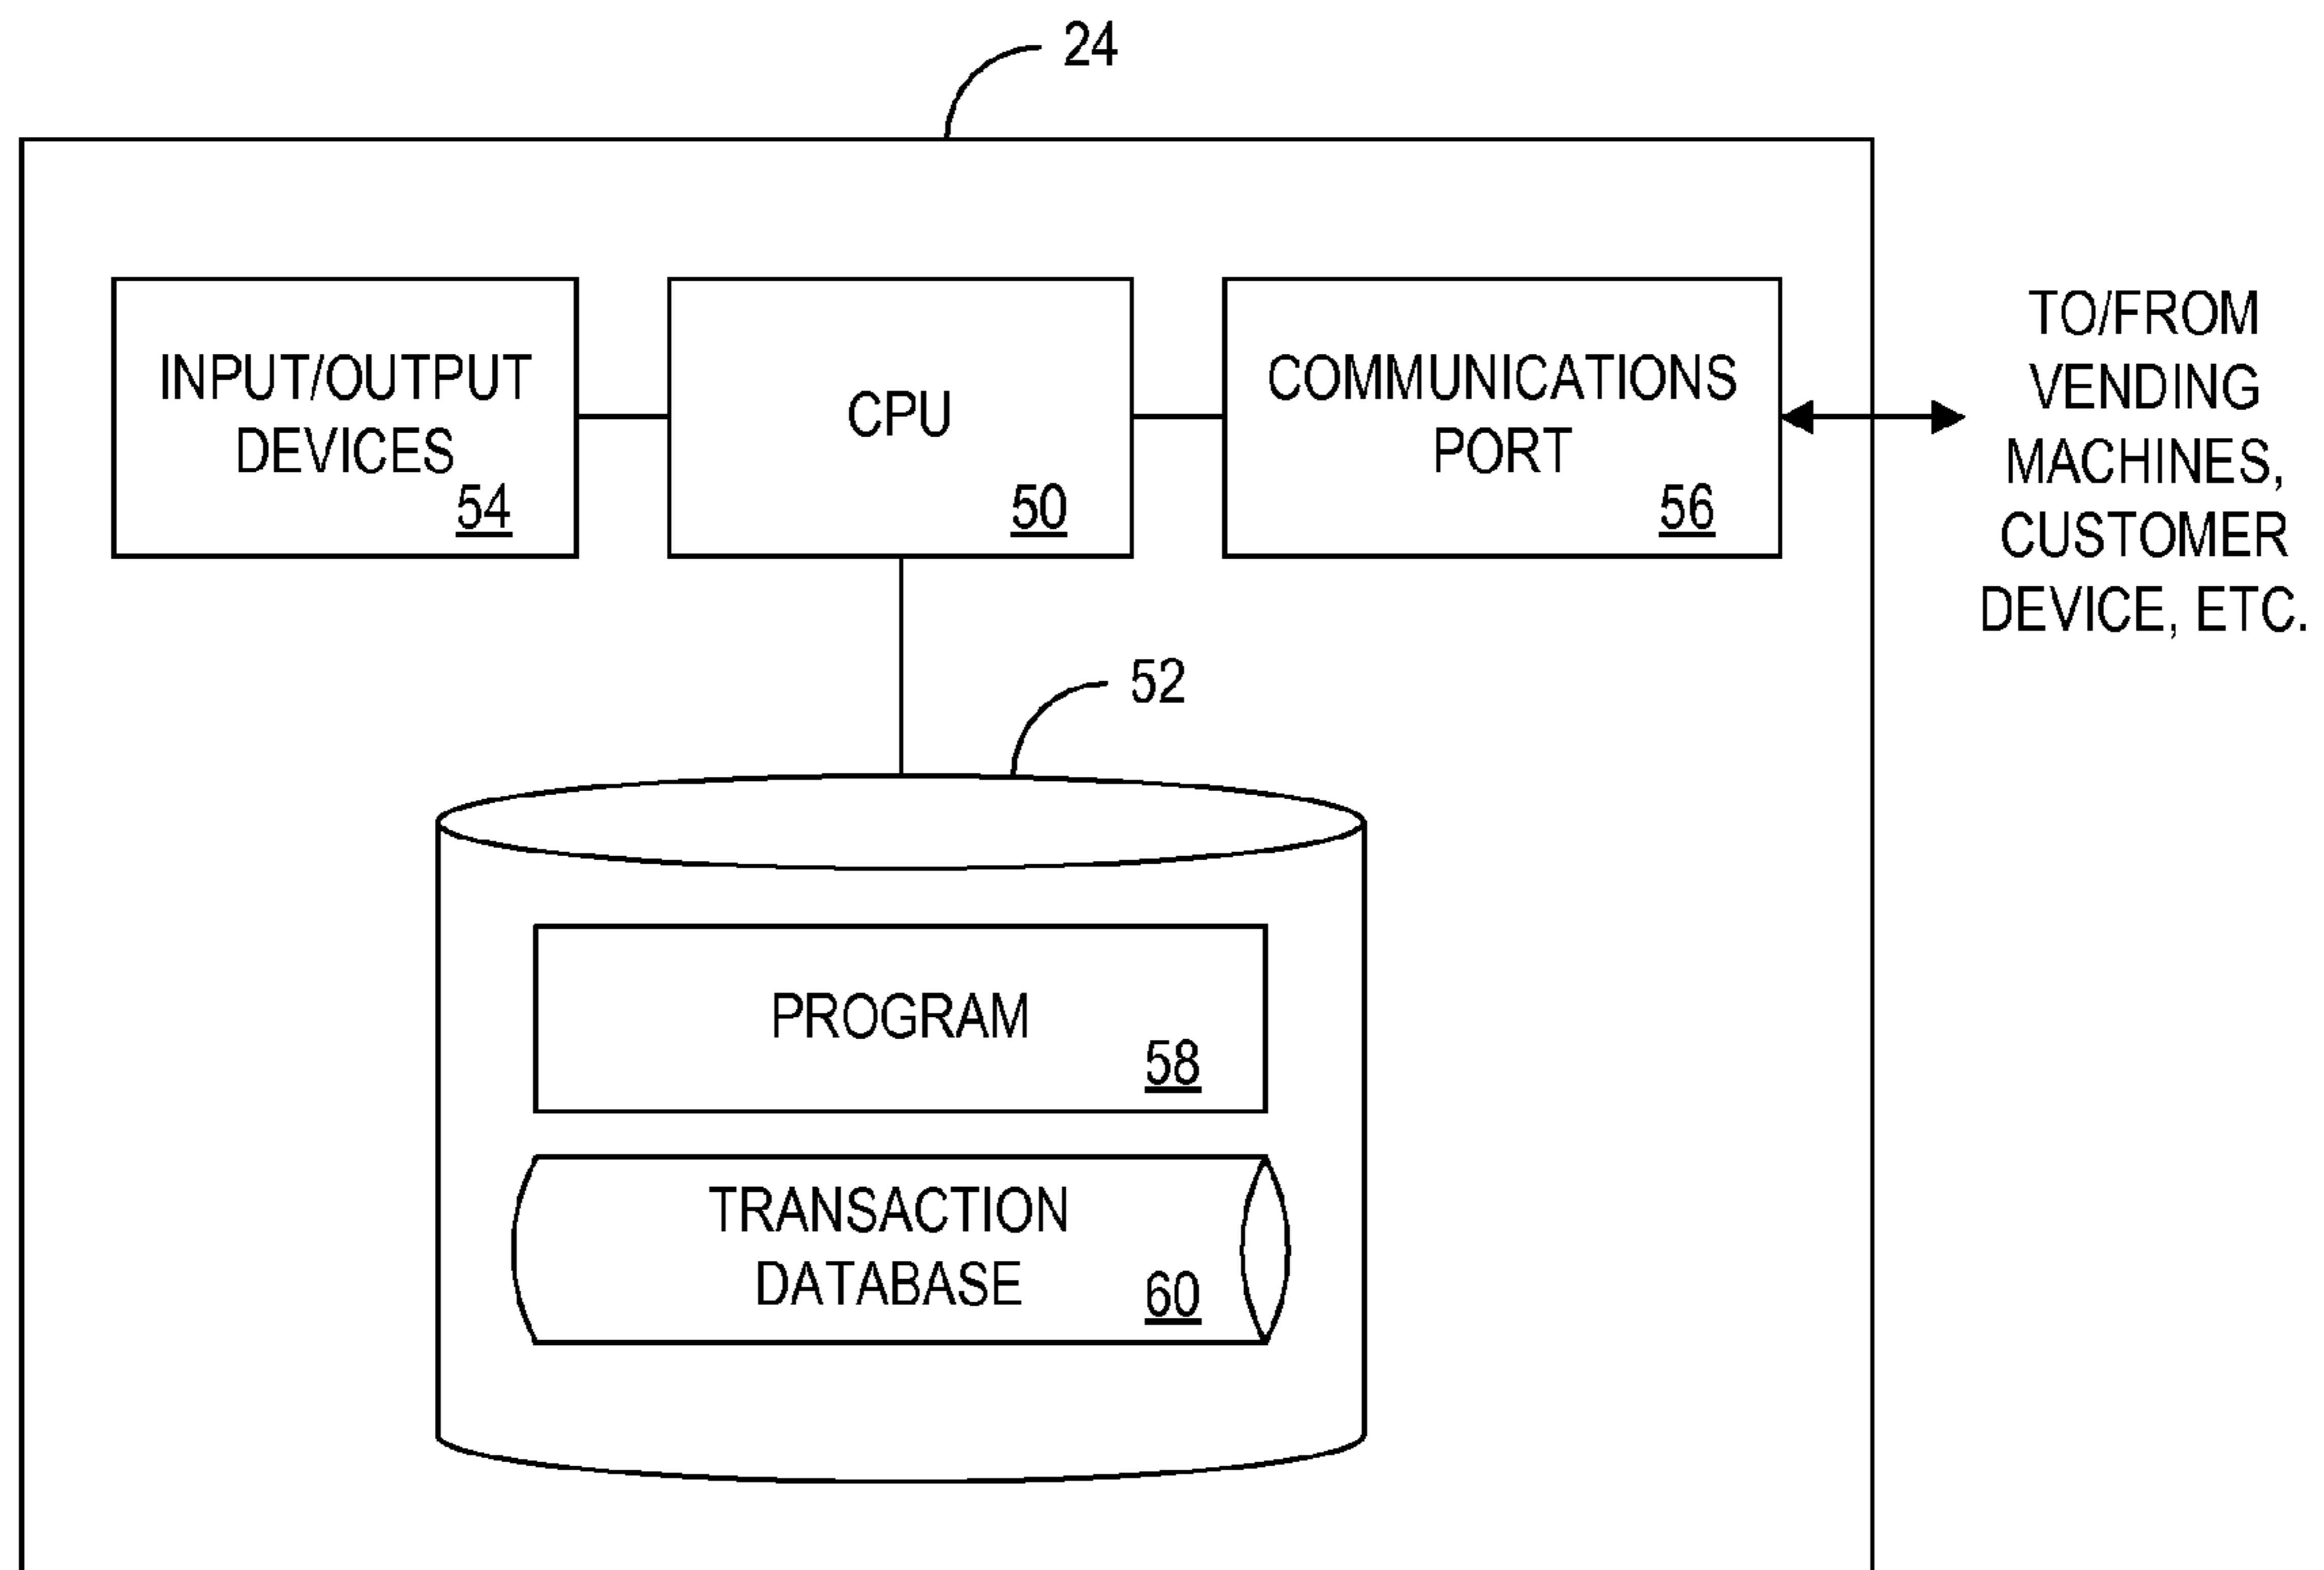 24
INPUT/OUTPUT
DEVICES
54
CPU
50
COMMUNICATIONS
PORT
56
TO/FROM
VENDING
MACHINES,
CUSTOMER
DEVICE, ETC.
52
PROGRAM
58
TRANSACTION
DATABASE
60